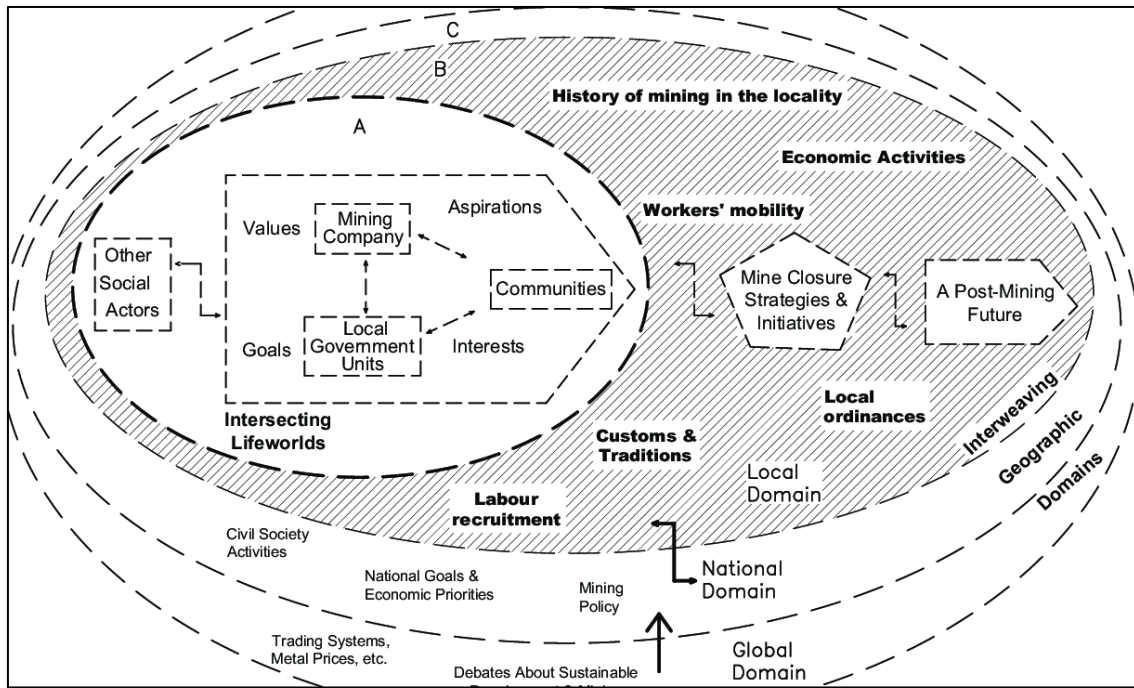 C
B
History of mining in the locality
A
Economic Activities
Workers' mobility
Values
Mining
Company
Aspirations
Other
Social
Actors
Communities
Mine Closure
Strategies &
Initiatives
A Post-Mining
Future
Goals
Local
Government
Units
Interests
Intersecting
Lifeworlds
Customs &
Traditions
Local
ordinances
Interweaving
Geographic
Domains
Local
Domain
Labour
recruitment
Civil Society
Activities
National Goals &
Economic Priorities
Mining
Policy
National
Domain
Trading Systems,
Metal Prices, etc.
Global
Domain
Debates About Sustainable